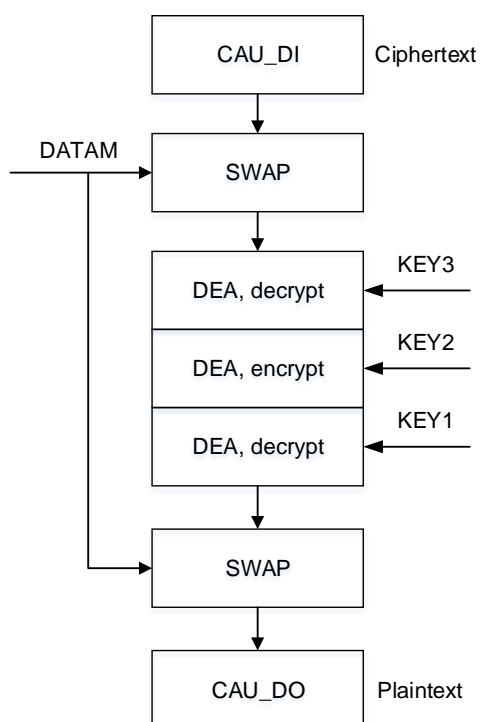 CAU_DI Ciphertext
DATAM
SWAP
KEY3
DEA, decrypt
KEY2
DEA, encrypt
KEY1
DEA, decrypt
SWAP
CAU_DO Plaintext